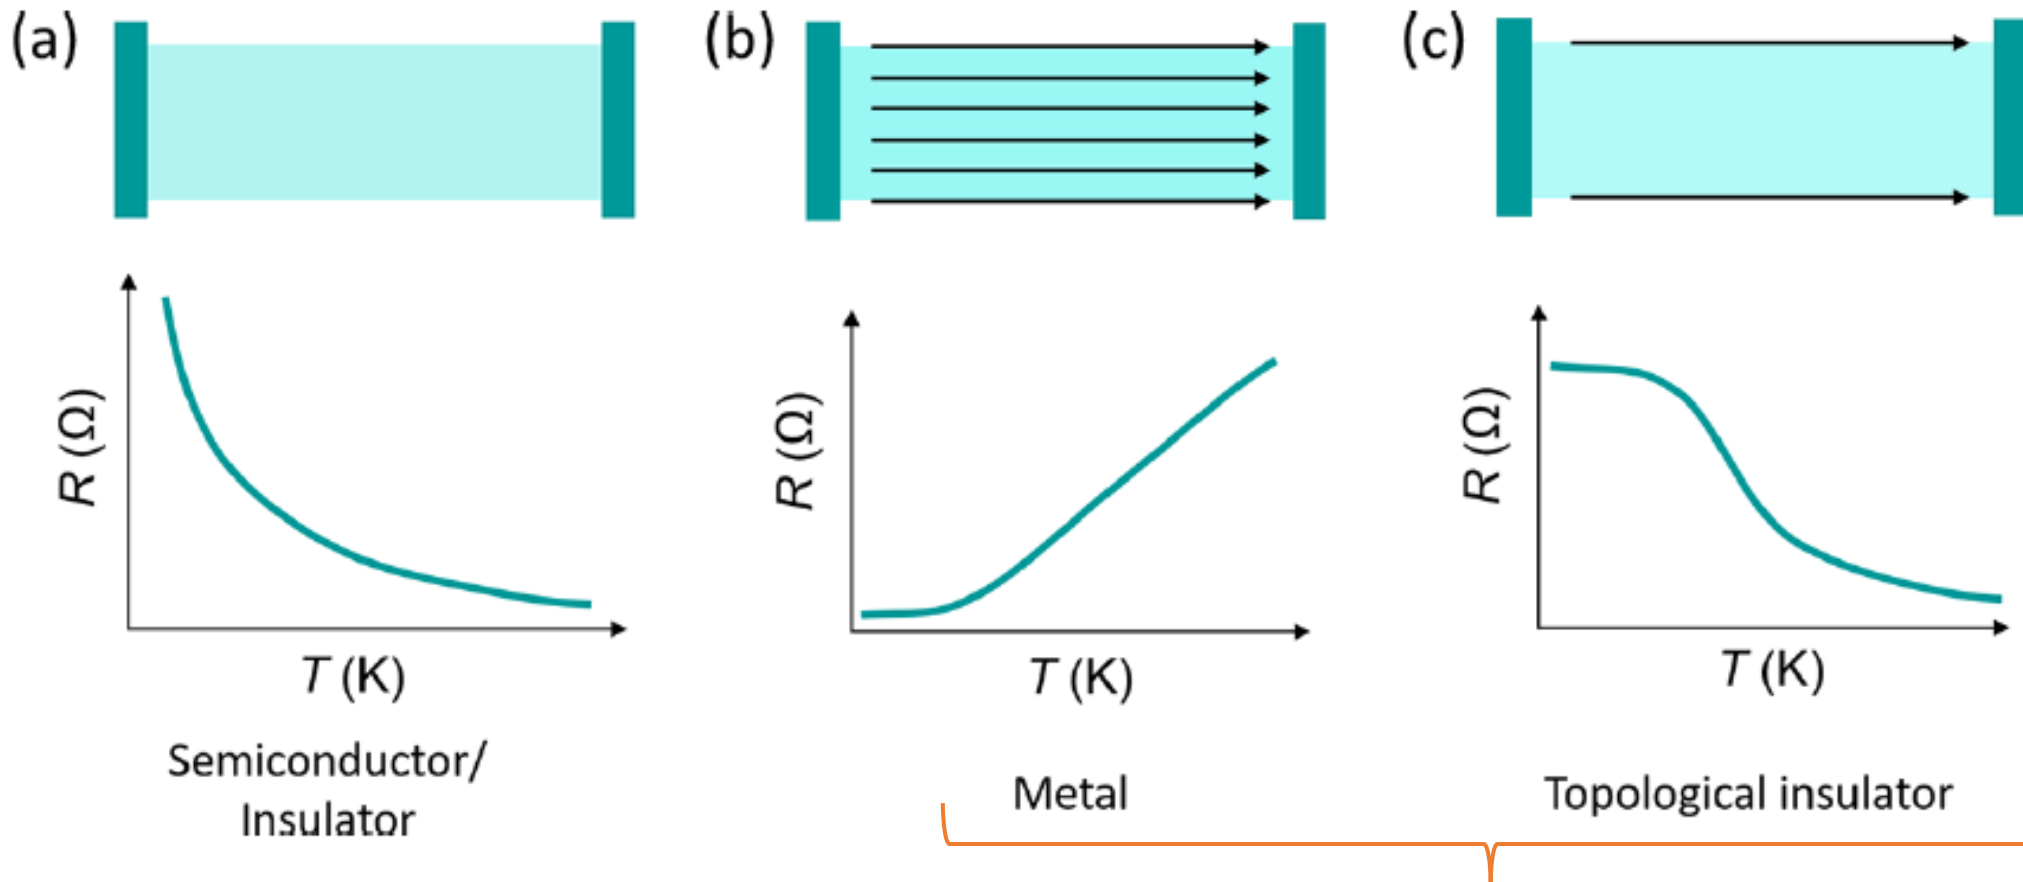 (a)
(b)
(c)
R (Ω)
T (K)
R (Ω)
T (K)
R (Ω)
T (K)
Semiconductor/
Insulator
Metal
Topological insulator